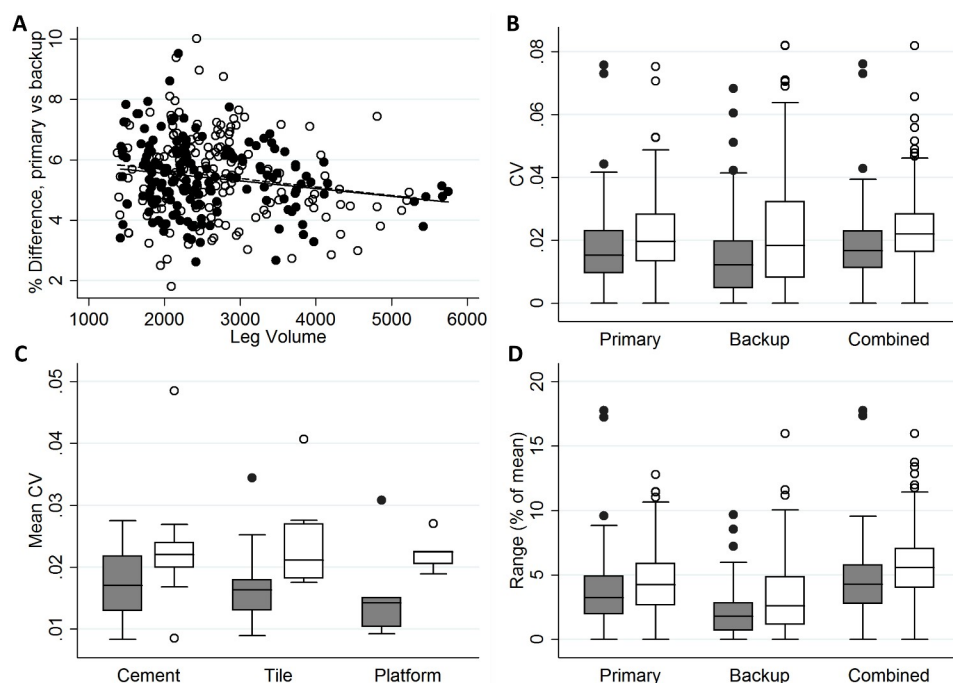 A
% Difference, primary vs backup
10
8
6
4
2
1000 2000 3000 4000 5000 6000
Leg Volume
B
CV
.08
.06
.04
.02
0
Primary Backup Combined
C
Mean CV
.05
.04
.03
.02
.01
Cement Tile Platform
D
Range (% of mean)
20
15
10
5
0
Primary Backup Combined